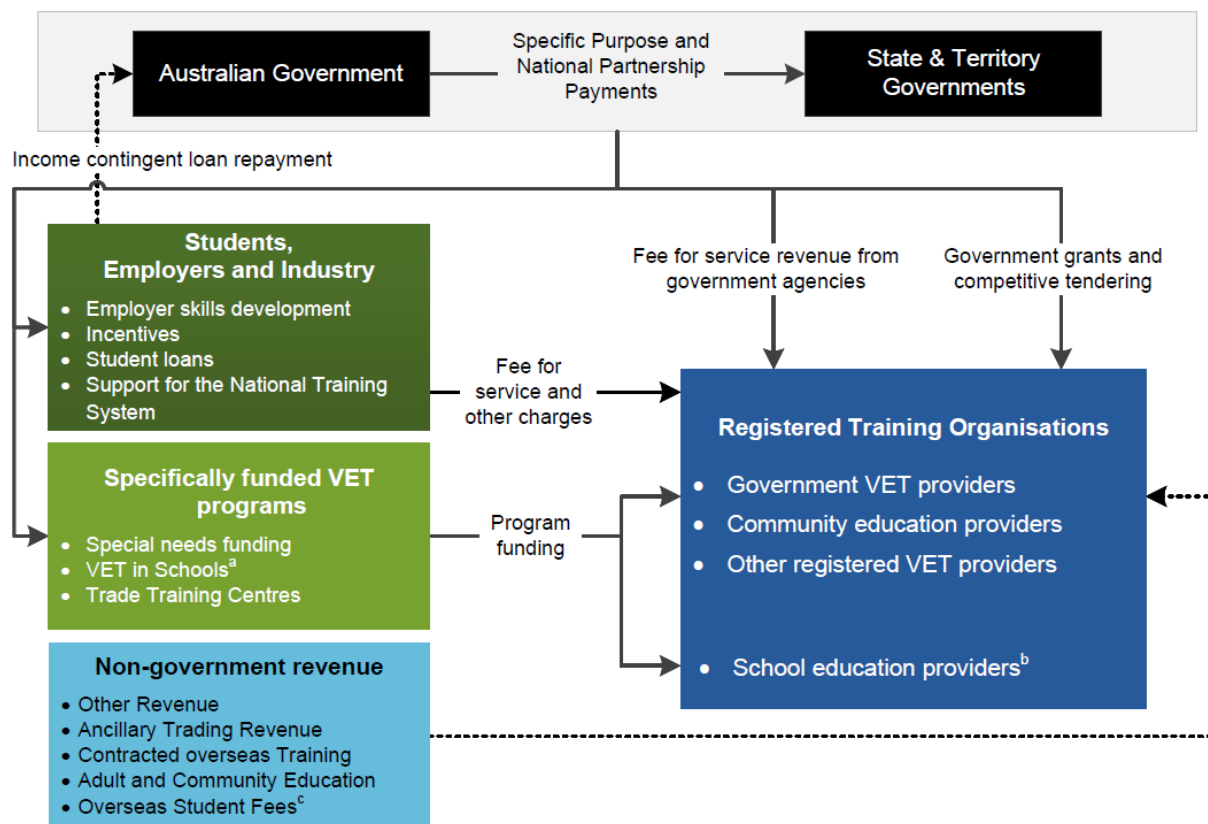 Australian Government
Specific Purpose and
National Partnership
Payments
State & Territory
Governments
Income contingent loan repayment
Students,
Employers and Industry
• Employer skills development
• Incentives
• Student loans
• Support for the National Training
System
Fee for service revenue from
government agencies
Government grants and
competitive tendering
Fee for
service and
other charges
Registered Training Organisations
• Government VET providers
• Community education providers
• Other registered VET providers
• School education providersᵇ
Specifically funded VET
programs
• Special needs funding
• VET in Schoolsᵃ
• Trade Training Centres
Program
funding
Non-government revenue
• Other Revenue
• Ancillary Trading Revenue
• Contracted overseas Training
• Adult and Community Education
• Overseas Student Feesᶜ